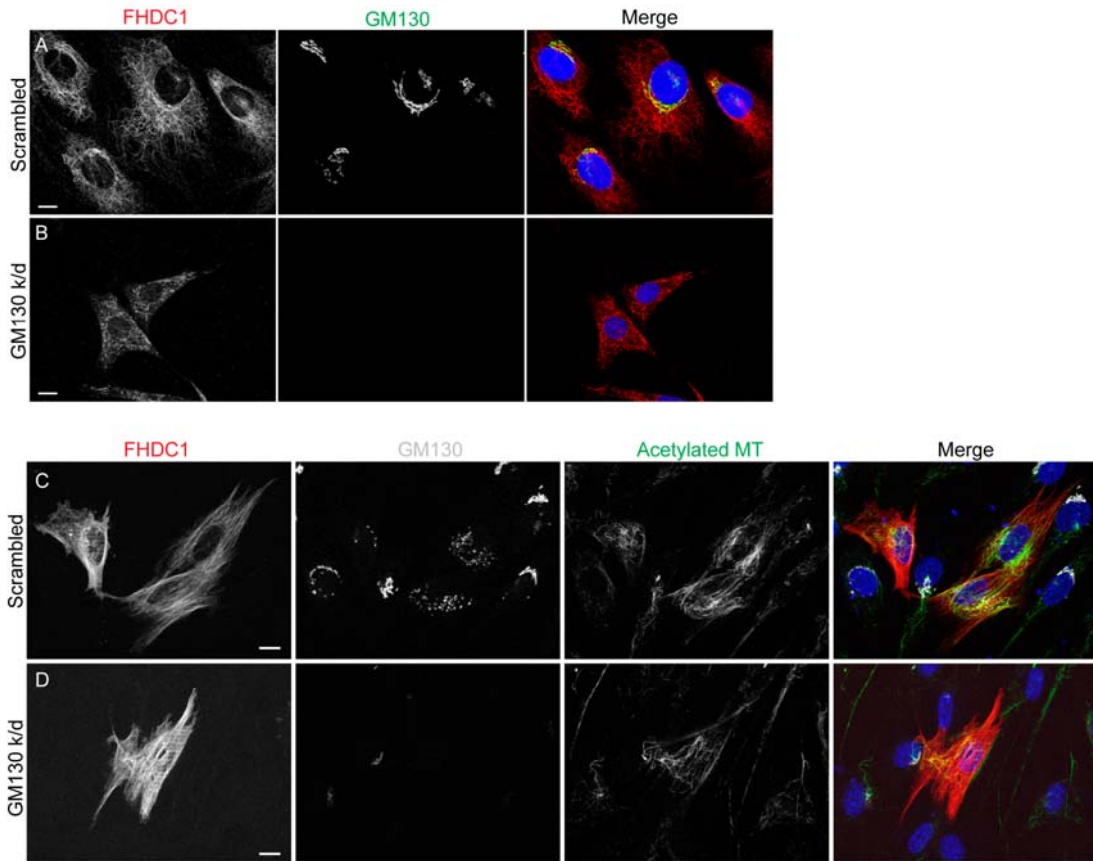 FHDC1 GM130 Merge
Scrambled
A
GM130 k/d
B
FHDC1 GM130 Acetylated MT Merge
Scrambled
C
GM130 k/d
D